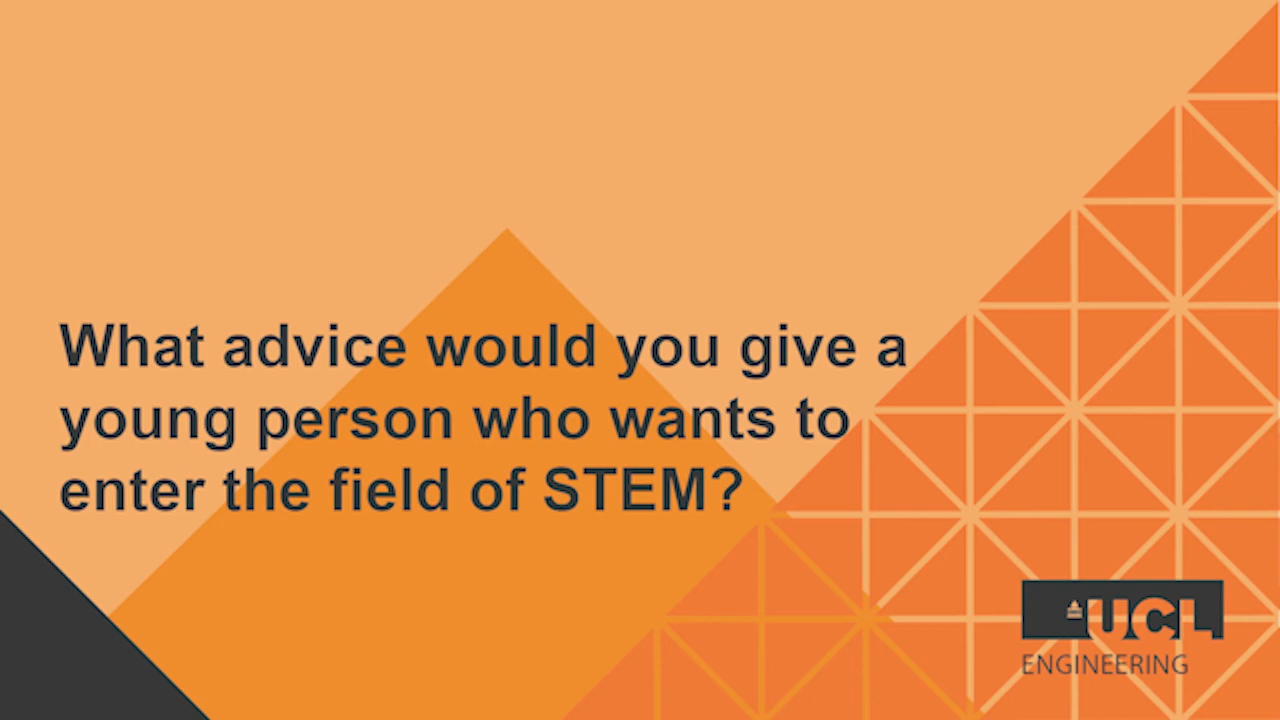 What advice would you give a
young person who wants to
enter the field of STEM?
UCL
ENGINEERING